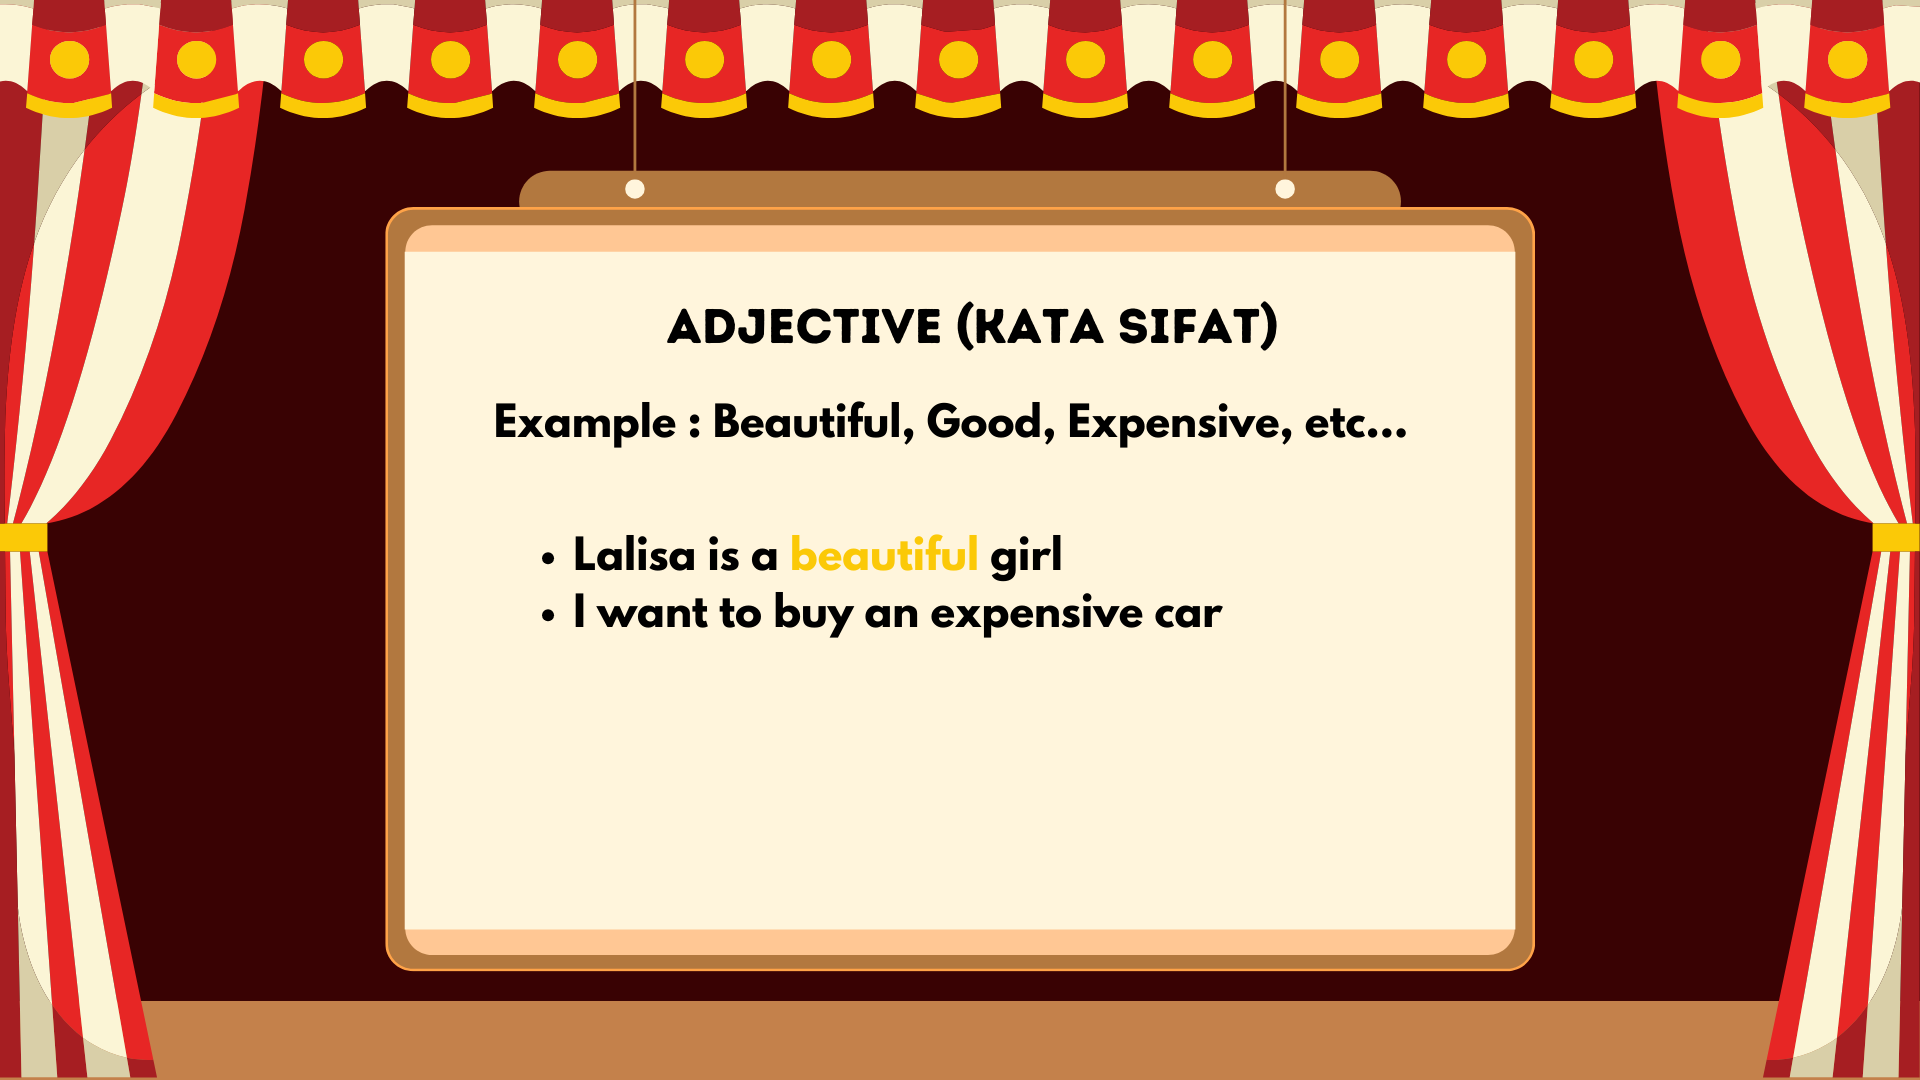 ADJECTIVE (KATA SIFAT)
Example : Beautiful, Good, Expensive, etc...
• Lalisa is a beautiful girl
• I want to buy an expensive car